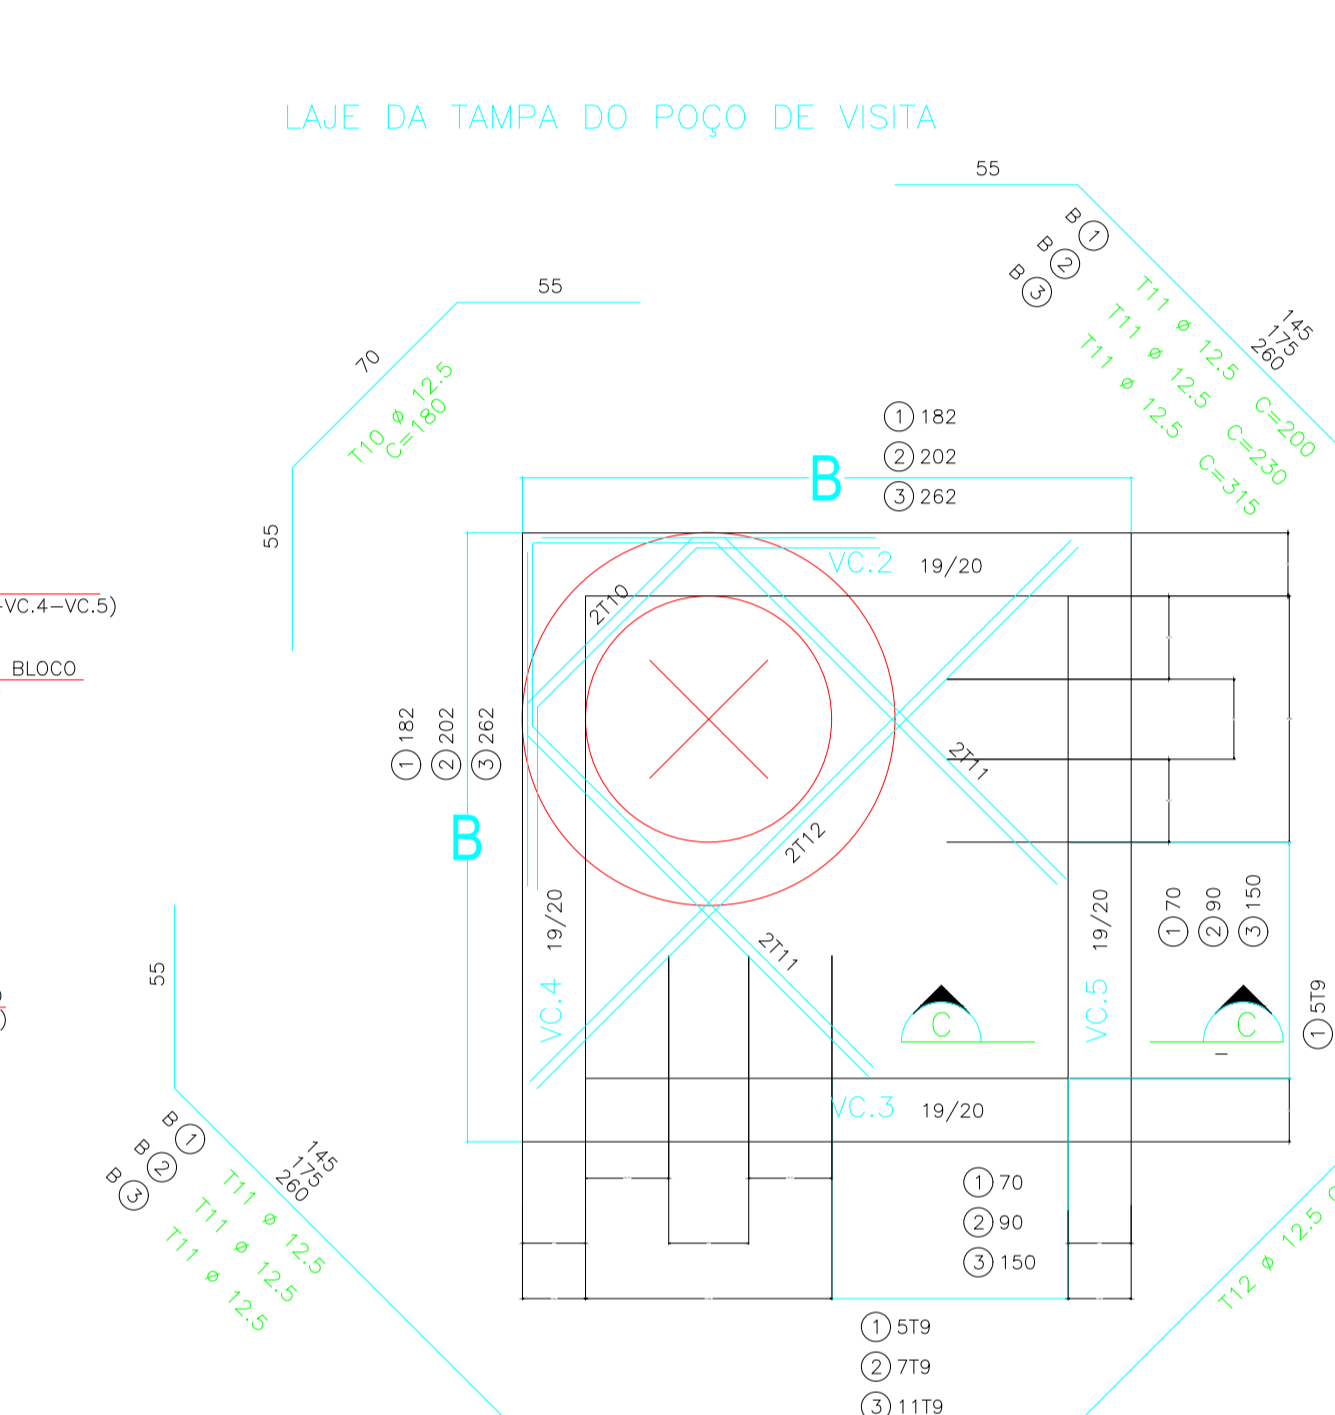 LAJE DA TAMPA DO POÇO DE VISITA
55
B 1
B 2
B 3
T11 ø 12.5 C=200
T11 ø 12.5 C=230
T11 ø 12.5 C=315
145
175
260
55
70
T10 ø 12.5
C=180
55
1 182
2 202
3 262
B
VC.2 19/20
2T10
-VC.4-VC.5)
BLOCO
1 182
2 202
3 262
B
2T11
2T12
2T11
19/20
VC.4
19/20
VC.5
1 70
2 90
3 150
C
C
1 5T9
55
VC.3 19/20
B 1
B 2
B 3
145
175
260
T11 ø 12.5
T11 ø 12.5
T11 ø 12.5
1 70
2 90
3 150
T12 ø 12.5
1 5T9
2 7T9
3 11T9